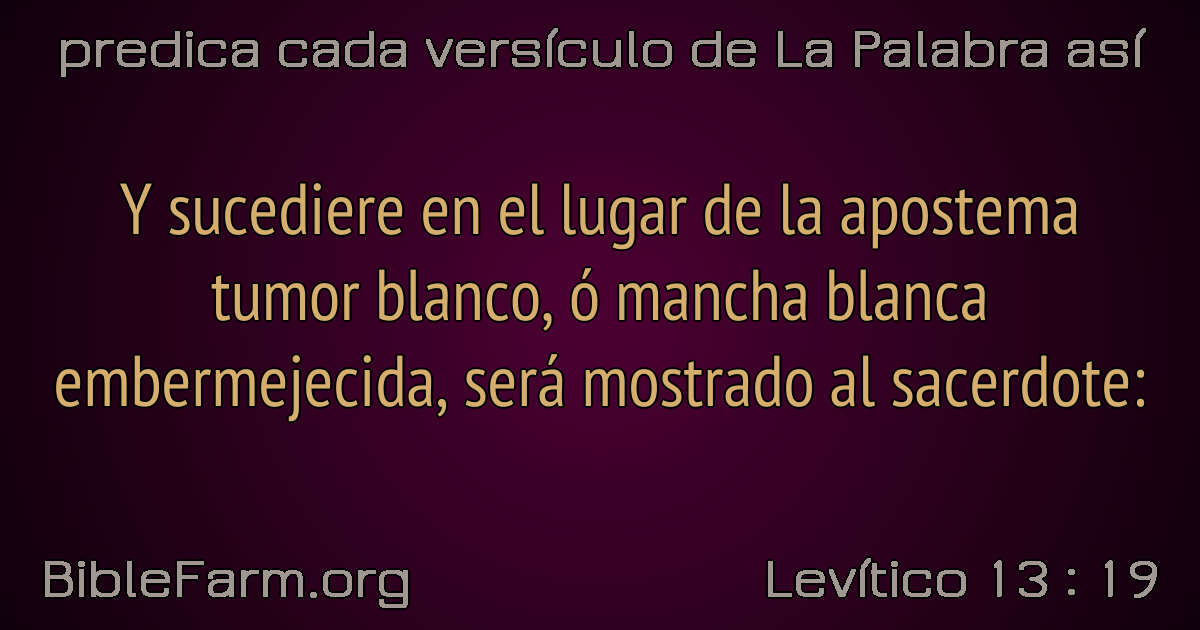 predica cada versículo de La Palabra así
Y sucediere en el lugar de la apostema
tumor blanco, ó mancha blanca
embermejecida, será mostrado al sacerdote:
BibleFarm.org
Levítico 13 : 19